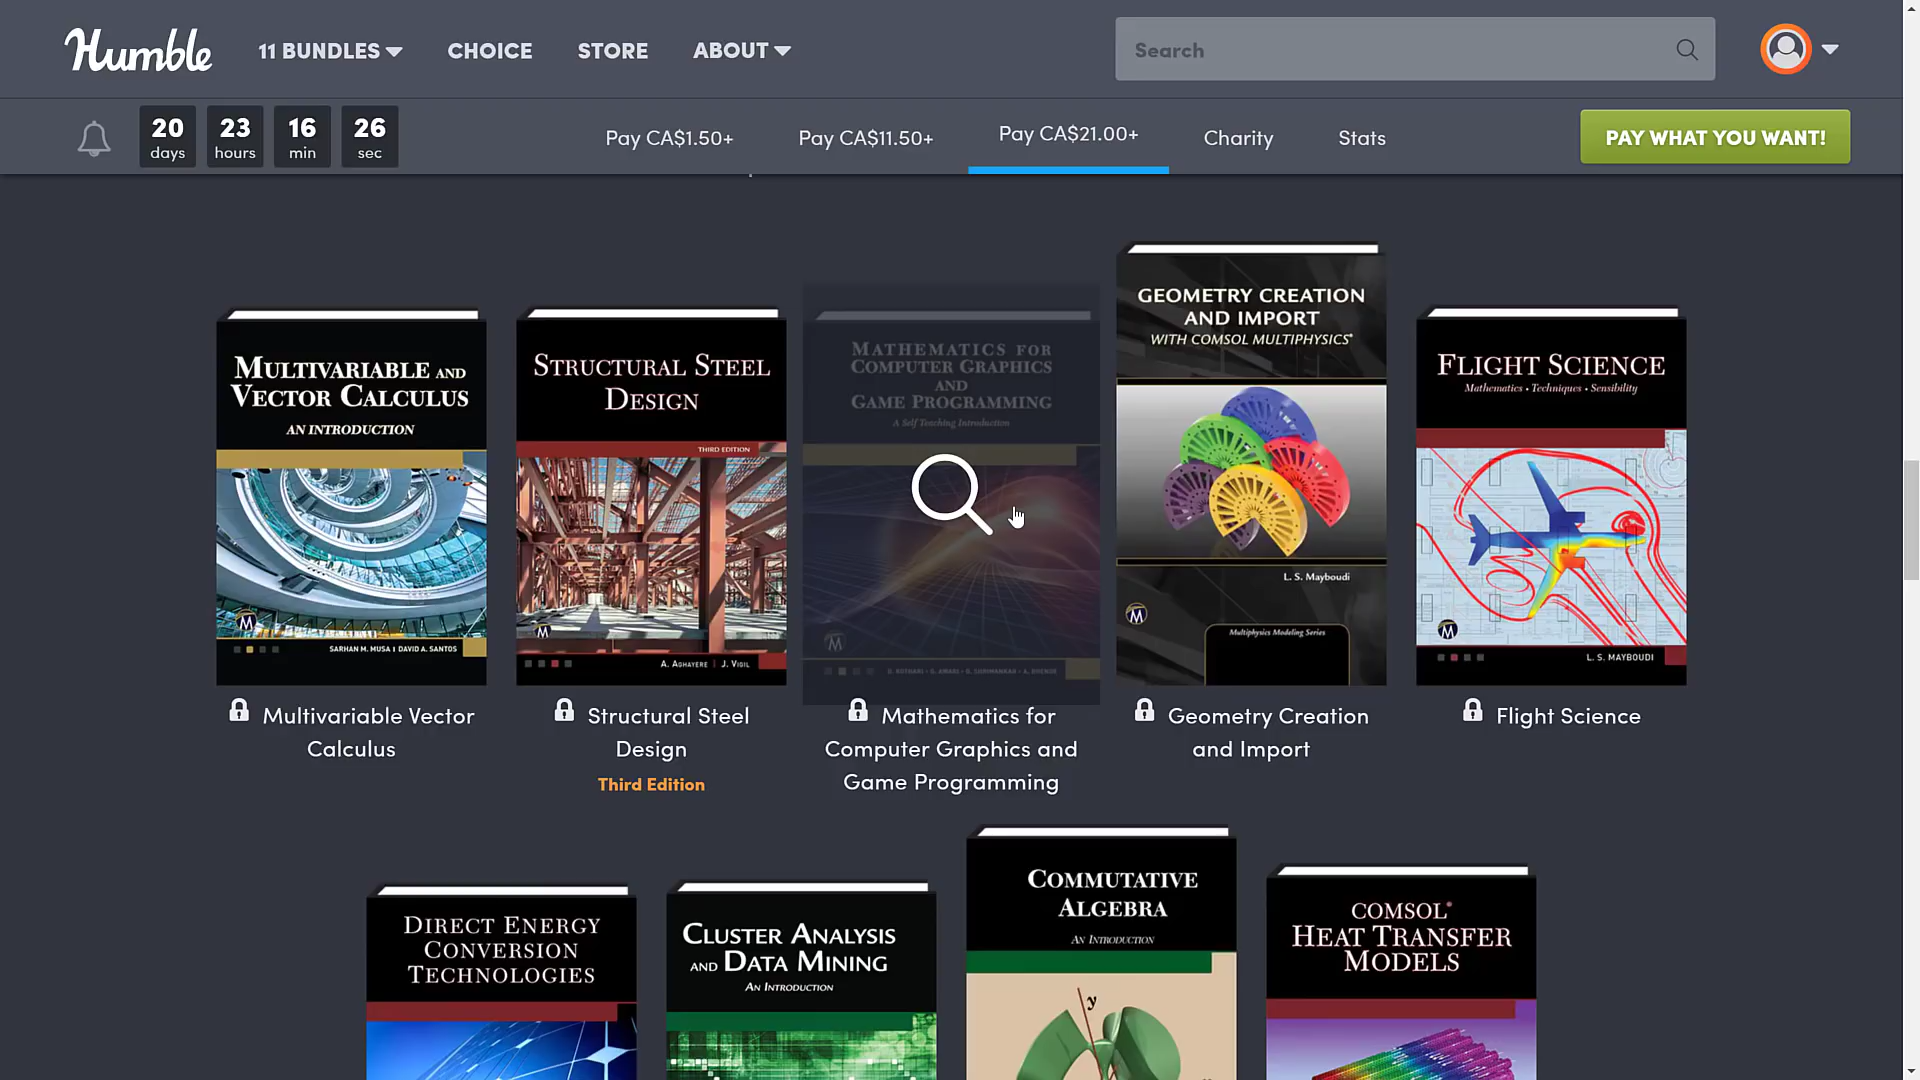 Humble
11 BUNDLES
CHOICE
STORE
ABOUT
Search
20 days
23 hours
16 min
26 sec
Pay CA$1.50+
Pay CA$11.50+
Pay CA$21.00+
Charity
Stats
PAY WHAT YOU WANT!
MULTIVARIABLE AND
VECTOR CALCULUS
AN INTRODUCTION
M
SARHAN M. MUSA | DAVID A. SANTOS
STRUCTURAL STEEL
DESIGN
THIRD EDITION
M
A. AGHAYERE | J. VIGIL
MATHEMATICS FOR
COMPUTER GRAPHICS
AND
GAME PROGRAMMING
A Self Teaching Introduction
M
GEOMETRY CREATION
AND IMPORT
WITH COMSOL MULTIPHYSICS®
L. S. Mayboudi
M
Multiphysics Modeling Series
FLIGHT SCIENCE
Mathematics • Techniques • Sensibility
M
L. S. MAYBOUDI
Multivariable Vector
Calculus
Structural Steel
Design
Third Edition
Mathematics for
Computer Graphics and
Game Programming
Geometry Creation
and Import
Flight Science
DIRECT ENERGY
CONVERSION
TECHNOLOGIES
CLUSTER ANALYSIS
AND DATA MINING
AN INTRODUCTION
COMMUTATIVE
ALGEBRA
AN INTRODUCTION
y
COMSOL®
HEAT TRANSFER
MODELS